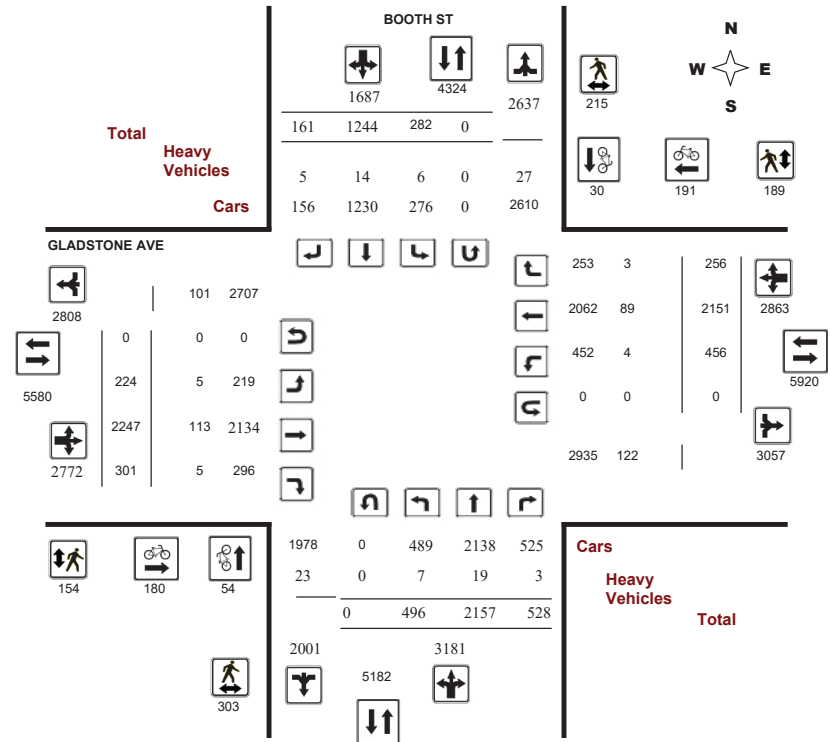 BOOTH ST
N
W E
S
1687 4324 2637 215
161 1244 282 0
Total
Heavy
Vehicles
5 14 6 0 27
30 191 189
Cars 156 1230 276 0 2610
GLADSTONE AVE
253 3 256
2808 101 2707
2062 89 2151 2863
0 0 0
452 4 456
5580 224 5 219
5920
0 0 0
2247 113 2134
2935 122 3057
2772 301 5 296
1978 0 489 2138 525 Cars
23 0 7 19 3 Heavy
Vehicles
154 180 54
0 496 2157 528 Total
2001 3181
5182
303